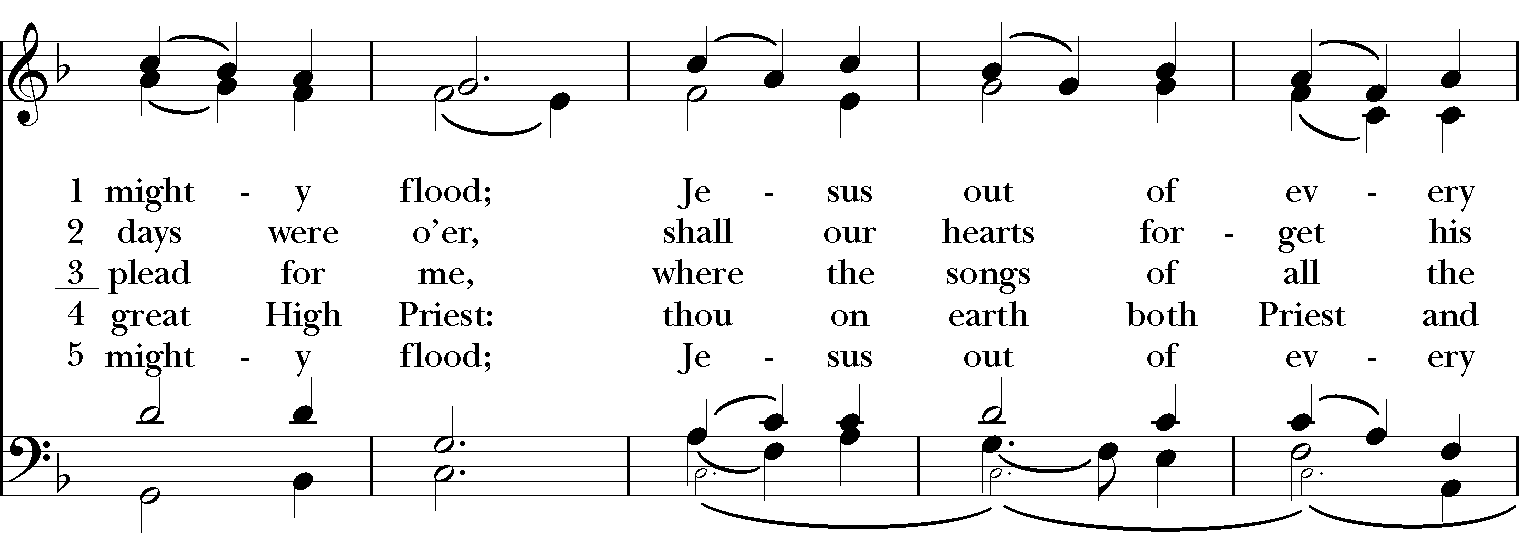 1 might - y flood; Je - sus out of ev - ery
2 days were o’er, shall our hearts for - get his
3 plead for me, where the songs of all the
4 great High Priest: thou on earth both Priest and
5 might - y flood; Je - sus out of ev - ery